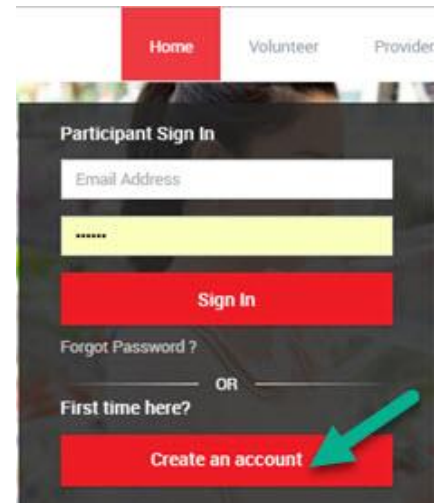 Home Volunteer Provider
Participant Sign In
Email Address
••••••
Sign In
Forgot Password ?
OR
First time here?
Create an account